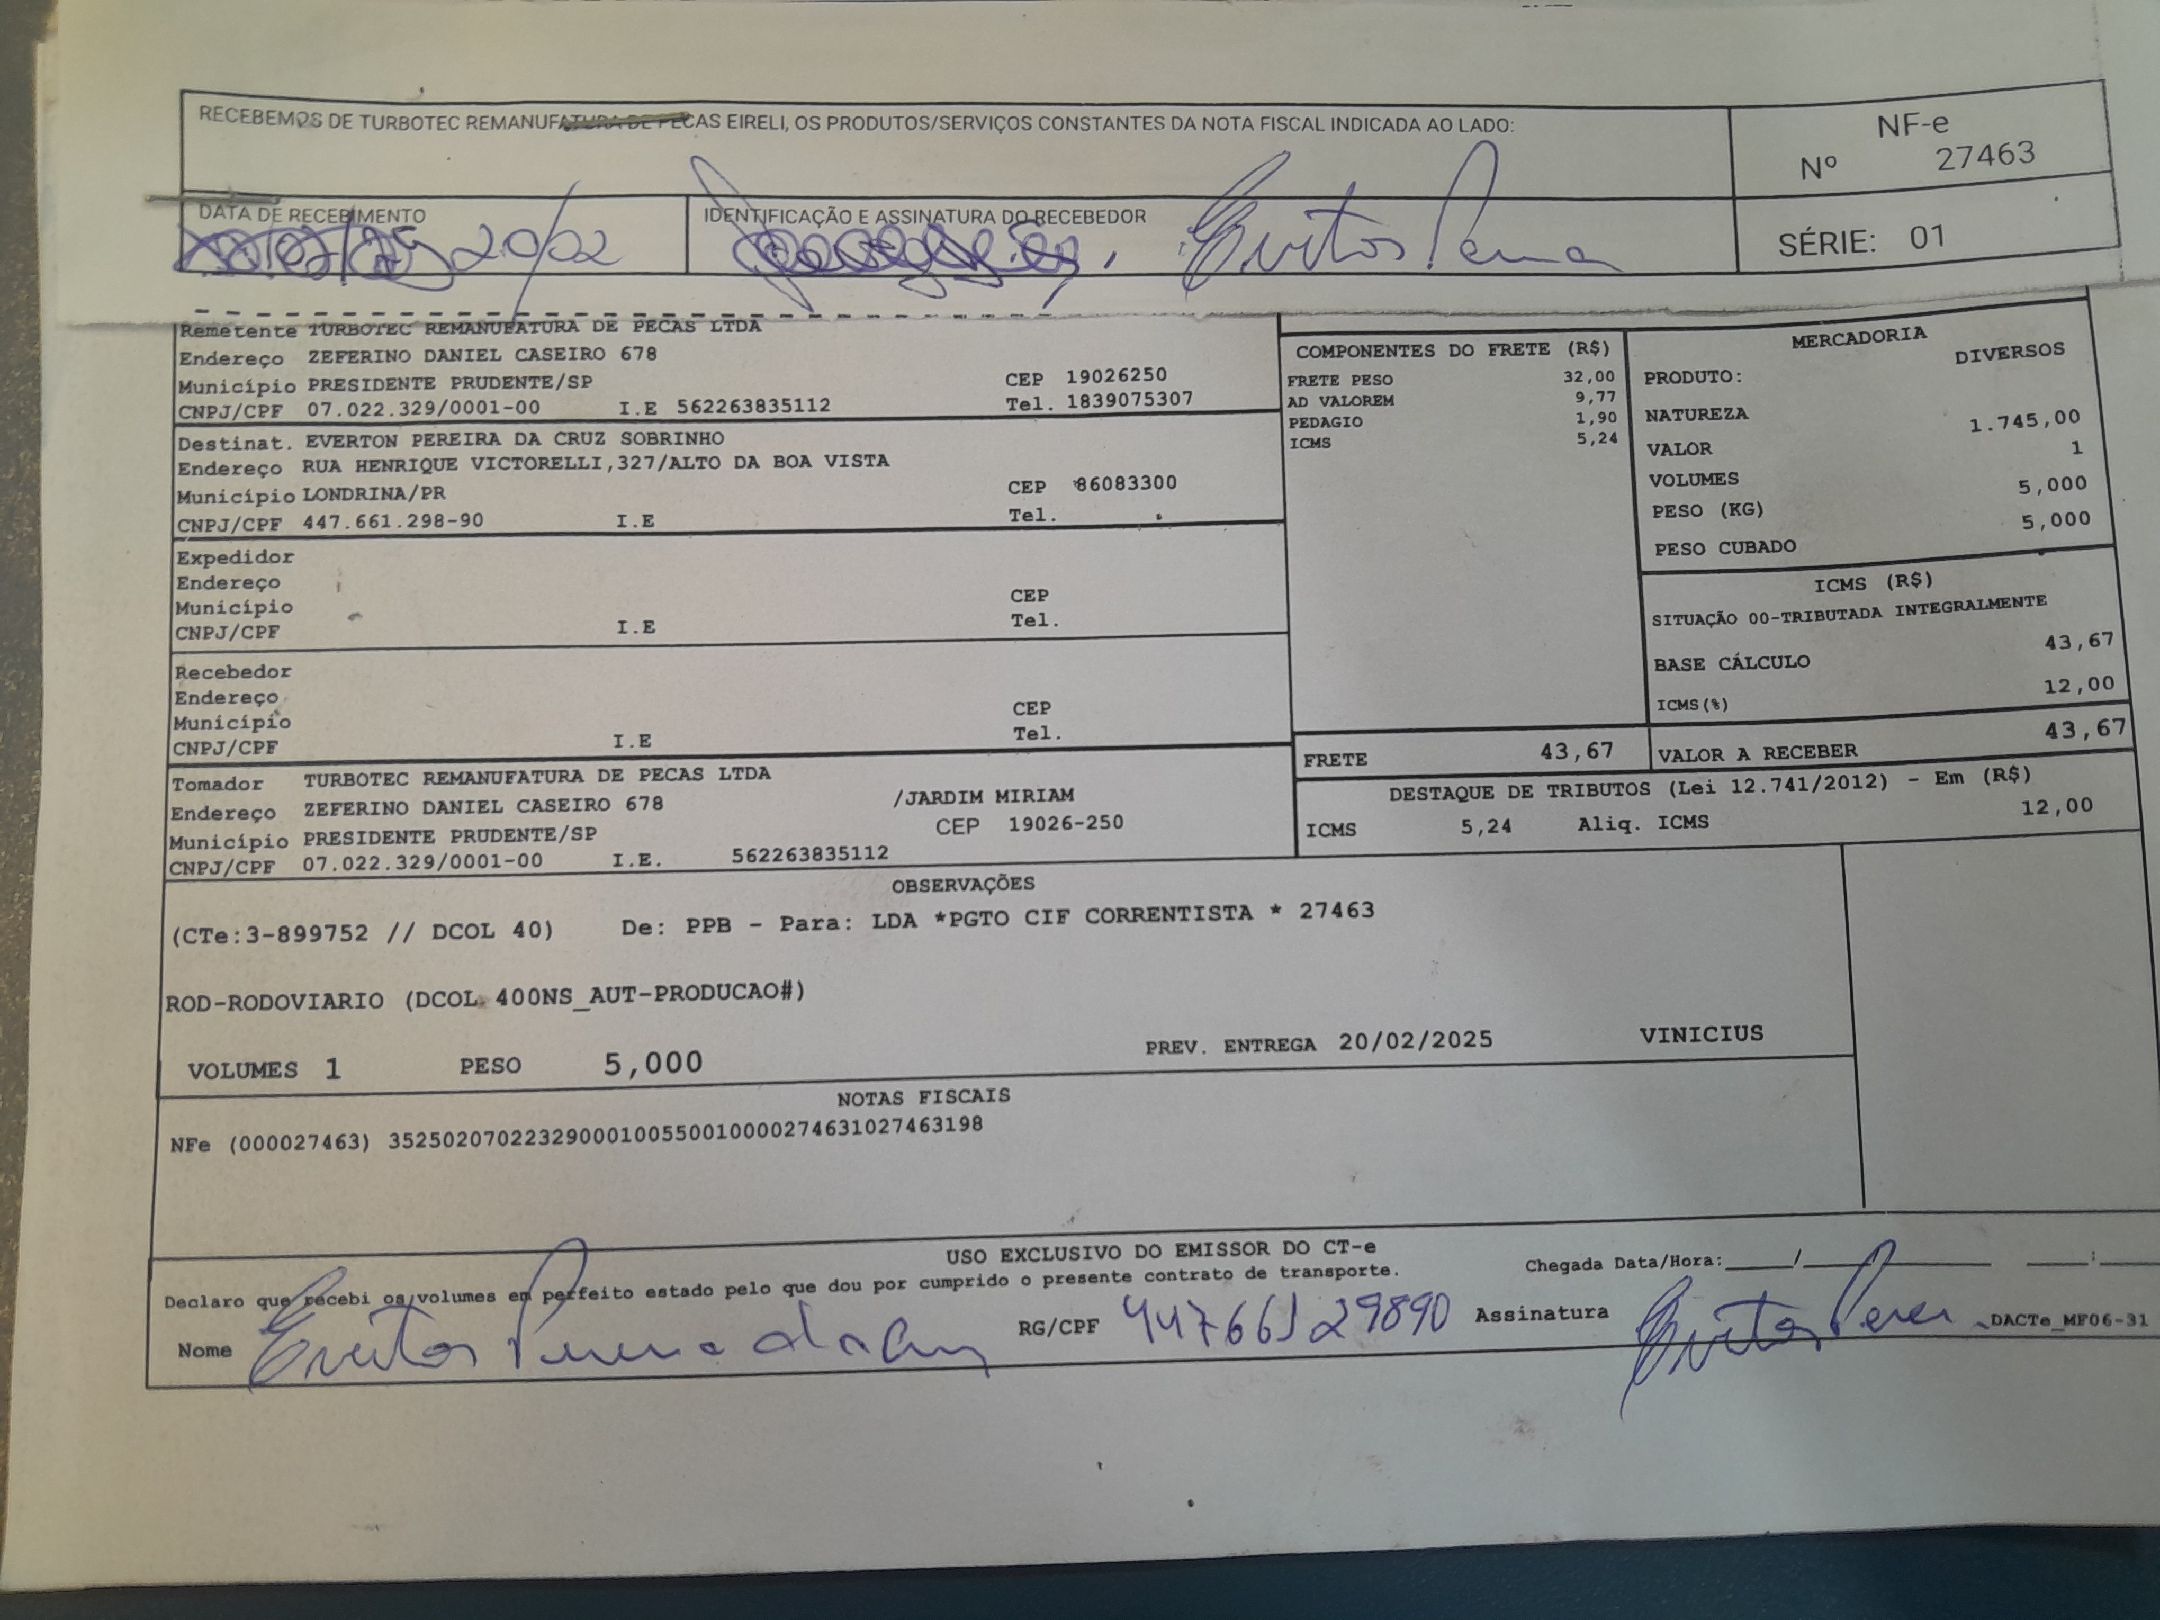 RECEBEMOS DE TURBOTEC REMANUFATURA DE PECAS EIRELI, OS PRODUTOS/SERVIÇOS CONSTANTES DA NOTA FISCAL INDICADA AO LADO:
NF-e
Nº 27463
DATA DE RECEBIMENTO
20/02
IDENTIFICAÇÃO E ASSINATURA DO RECEBEDOR
SÉRIE: 01
Remetente TURBOTEC REMANUFATURA DE PECAS LTDA
Endereço ZEFERINO DANIEL CASEIRO 678
Município PRESIDENTE PRUDENTE/SP CEP 19026250
CNPJ/CPF 07.022.329/0001-00 I.E 562263835112 Tel. 1839075307
Destinat. EVERTON PEREIRA DA CRUZ SOBRINHO
Endereço RUA HENRIQUE VICTORELLI,327/ALTO DA BOA VISTA
Município LONDRINA/PR CEP 86083300
CNPJ/CPF 447.661.298-90 I.E Tel.
Expedidor
Endereço
Município CEP
CNPJ/CPF I.E Tel.
Recebedor
Endereço
Município CEP
CNPJ/CPF I.E Tel.
Tomador TURBOTEC REMANUFATURA DE PECAS LTDA
Endereço ZEFERINO DANIEL CASEIRO 678 /JARDIM MIRIAM
Município PRESIDENTE PRUDENTE/SP CEP 19026-250
CNPJ/CPF 07.022.329/0001-00 I.E. 562263835112
COMPONENTES DO FRETE (R$)
FRETE PESO 32,00
AD VALOREM 9,77
PEDAGIO 1,90
ICMS 5,24
FRETE 43,67
MERCADORIA
PRODUTO: DIVERSOS
NATUREZA
VALOR 1.745,00
VOLUMES 1
PESO (KG) 5,000
PESO CUBADO 5,000
ICMS (R$)
SITUAÇÃO 00-TRIBUTADA INTEGRALMENTE
BASE CÁLCULO 43,67
ICMS(%) 12,00
VALOR A RECEBER 43,67
DESTAQUE DE TRIBUTOS (Lei 12.741/2012) - Em (R$)
ICMS 5,24 Aliq. ICMS 12,00
OBSERVAÇÕES
(CTe:3-899752 // DCOL 40) De: PPB - Para: LDA *PGTO CIF CORRENTISTA * 27463
ROD-RODOVIARIO (DCOL 400NS_AUT-PRODUCAO#)
VOLUMES 1 PESO 5,000 PREV. ENTREGA 20/02/2025 VINICIUS
NOTAS FISCAIS
NFe (000027463) 35250207022329000100550010000274631027463198
USO EXCLUSIVO DO EMISSOR DO CT-e
Declaro que recebi os volumes em perfeito estado pelo que dou por cumprido o presente contrato de transporte. Chegada Data/Hora:____/____ ____:____
Nome RG/CPF 44766129890 Assinatura DACTe_MF06-31